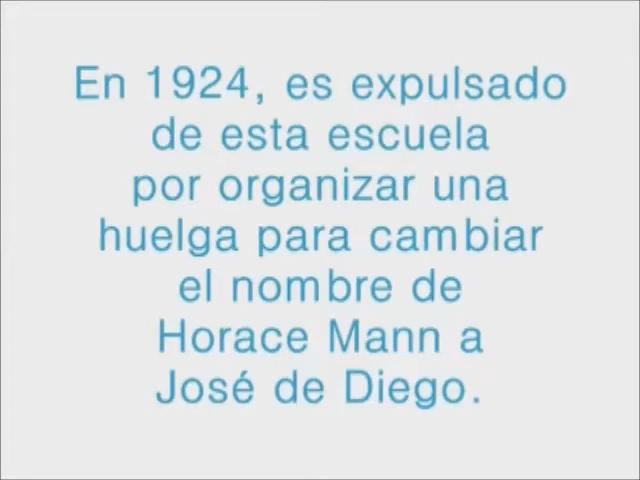 En 1924, es expulsado
de esta escuela
por organizar una
huelga para cambiar
el nombre de
Horace Mann a
José de Diego.